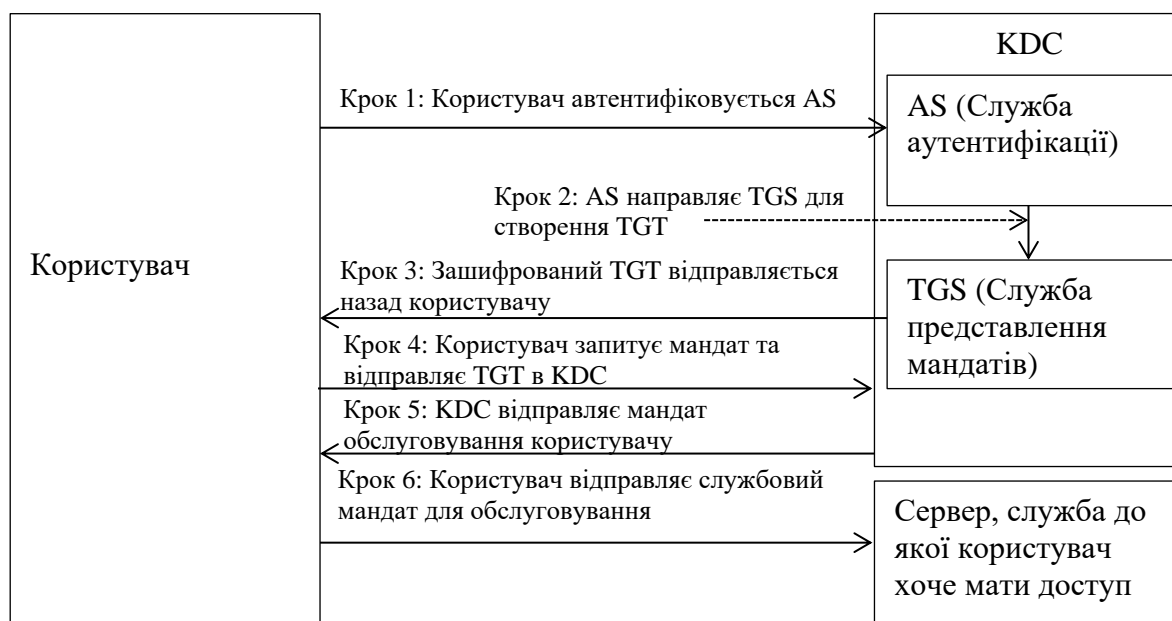 KDC
Крок 1: Користувач автентифіковується AS
AS (Служба
аутентифікації)
Крок 2: AS направляє TGS для
створення TGT
Користувач
Крок 3: Зашифрований TGT відправляється
назад користувачу
TGS (Служба
представлення
мандатів)
Крок 4: Користувач запитує мандат та
відправляє TGT в KDC
Крок 5: KDC відправляє мандат
обслуговування користувачу
Крок 6: Користувач відправляє службовий
мандат для обслуговування
Сервер, служба до
якої користувач
хоче мати доступ